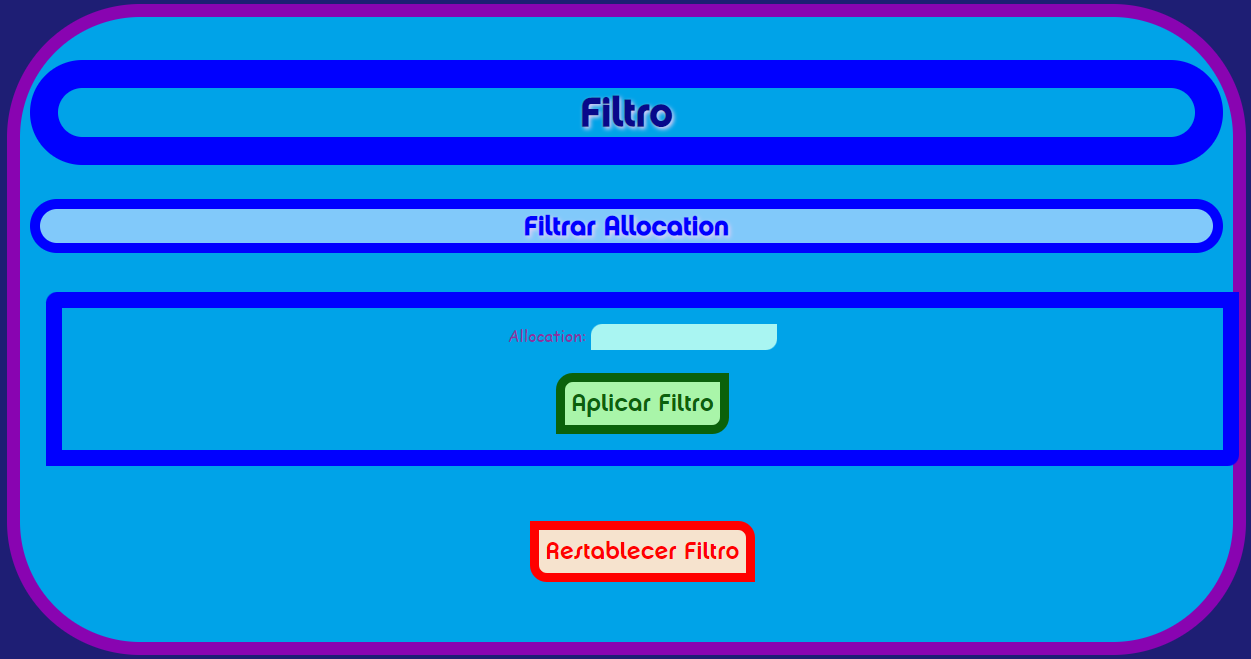 Filtro
Filtrar Allocation
Allocation:
Aplicar Filtro
Restablecer Filtro